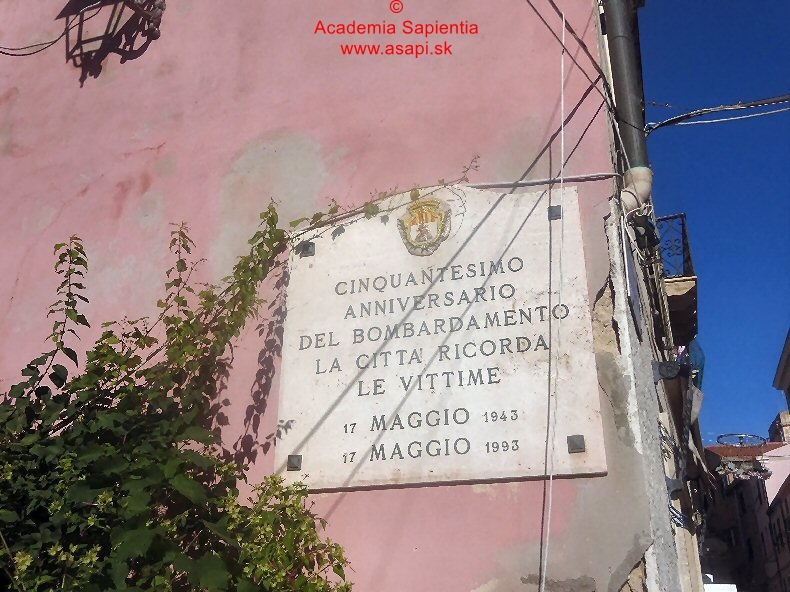 ©
Academia Sapientia
www.asapi.sk
CINQUANTESIMO
ANNIVERSARIO
DEL BOMBARDAMENTO
LA CITTA' RICORDA
LE VITTIME
17 MAGGIO 1943
17 MAGGIO 1993